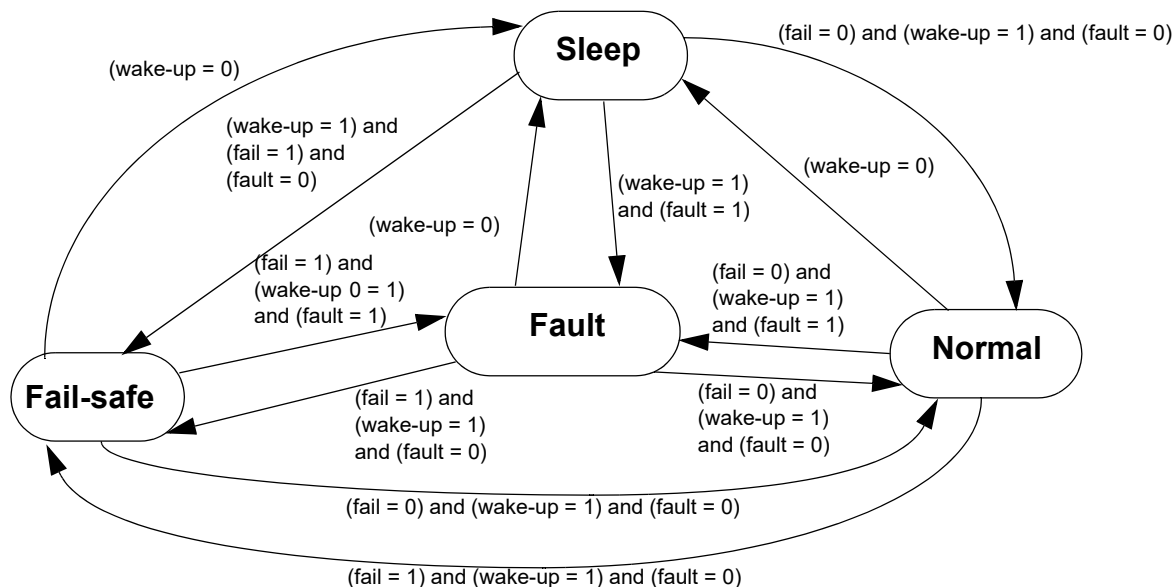 Sleep
(fail = 0) and (wake-up = 1) and (fault = 0)
(wake-up = 0)
(wake-up = 1) and
(fail = 1) and
(fault = 0)
(wake-up = 0)
(wake-up = 1)
and (fault = 1)
(wake-up = 0)
(fail = 1) and
(wake-up 0 = 1)
and (fault = 1)
(fail = 0) and
(wake-up = 1)
and (fault = 1)
Fault
Normal
Fail-safe
(fail = 1) and
(wake-up = 1)
and (fault = 0)
(fail = 0) and
(wake-up = 1)
and (fault = 0)
(fail = 0) and (wake-up = 1) and (fault = 0)
(fail = 1) and (wake-up = 1) and (fault = 0)